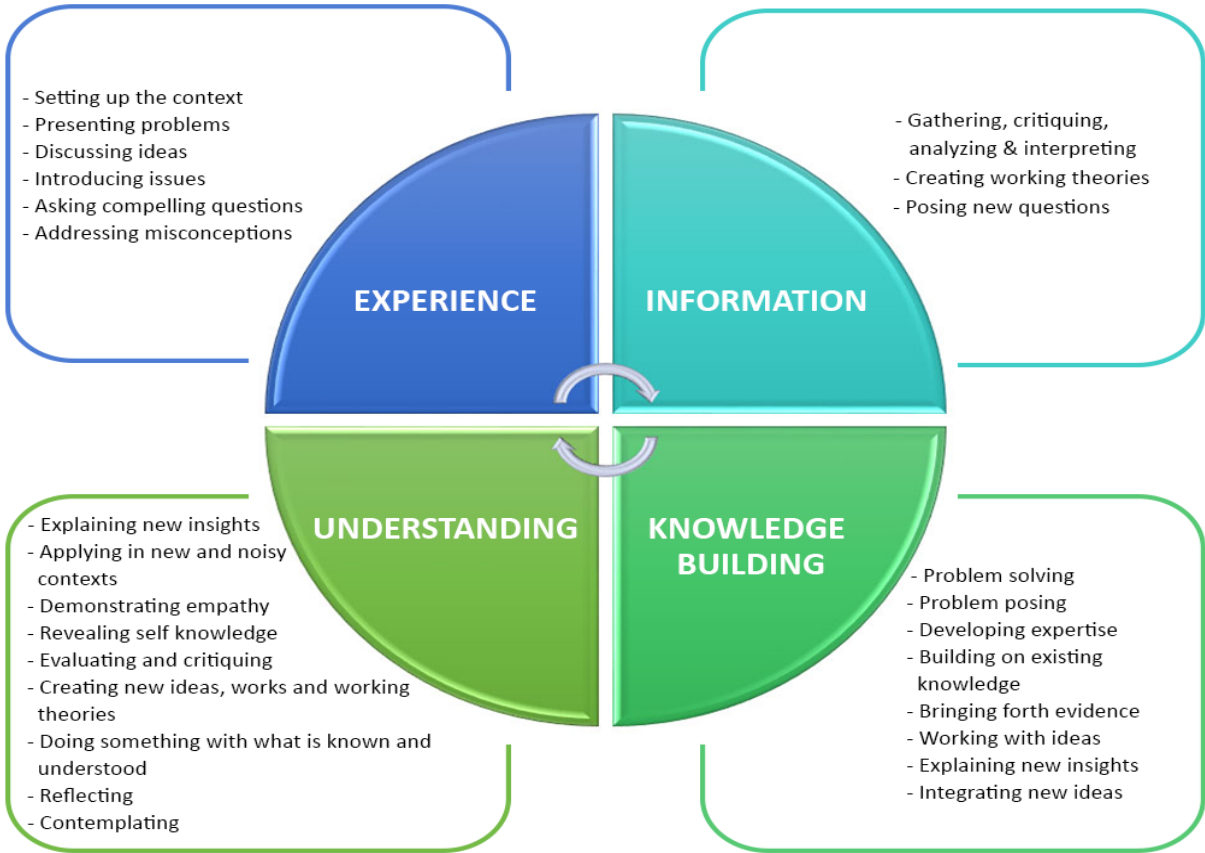 - Setting up the context
- Presenting problems
- Discussing ideas
- Introducing issues
- Asking compelling questions
- Addressing misconceptions
EXPERIENCE
- Gathering, critiquing,
analyzing & interpreting
- Creating working theories
- Posing new questions
INFORMATION
- Explaining new insights
- Applying in new and noisy
contexts
- Demonstrating empathy
- Revealing self knowledge
- Evaluating and critiquing
- Creating new ideas, works and working
theories
- Doing something with what is known and
understood
- Reflecting
- Contemplating
UNDERSTANDING
KNOWLEDGE
BUILDING
- Problem solving
- Problem posing
- Developing expertise
- Building on existing
knowledge
- Bringing forth evidence
- Working with ideas
- Explaining new insights
- Integrating new ideas